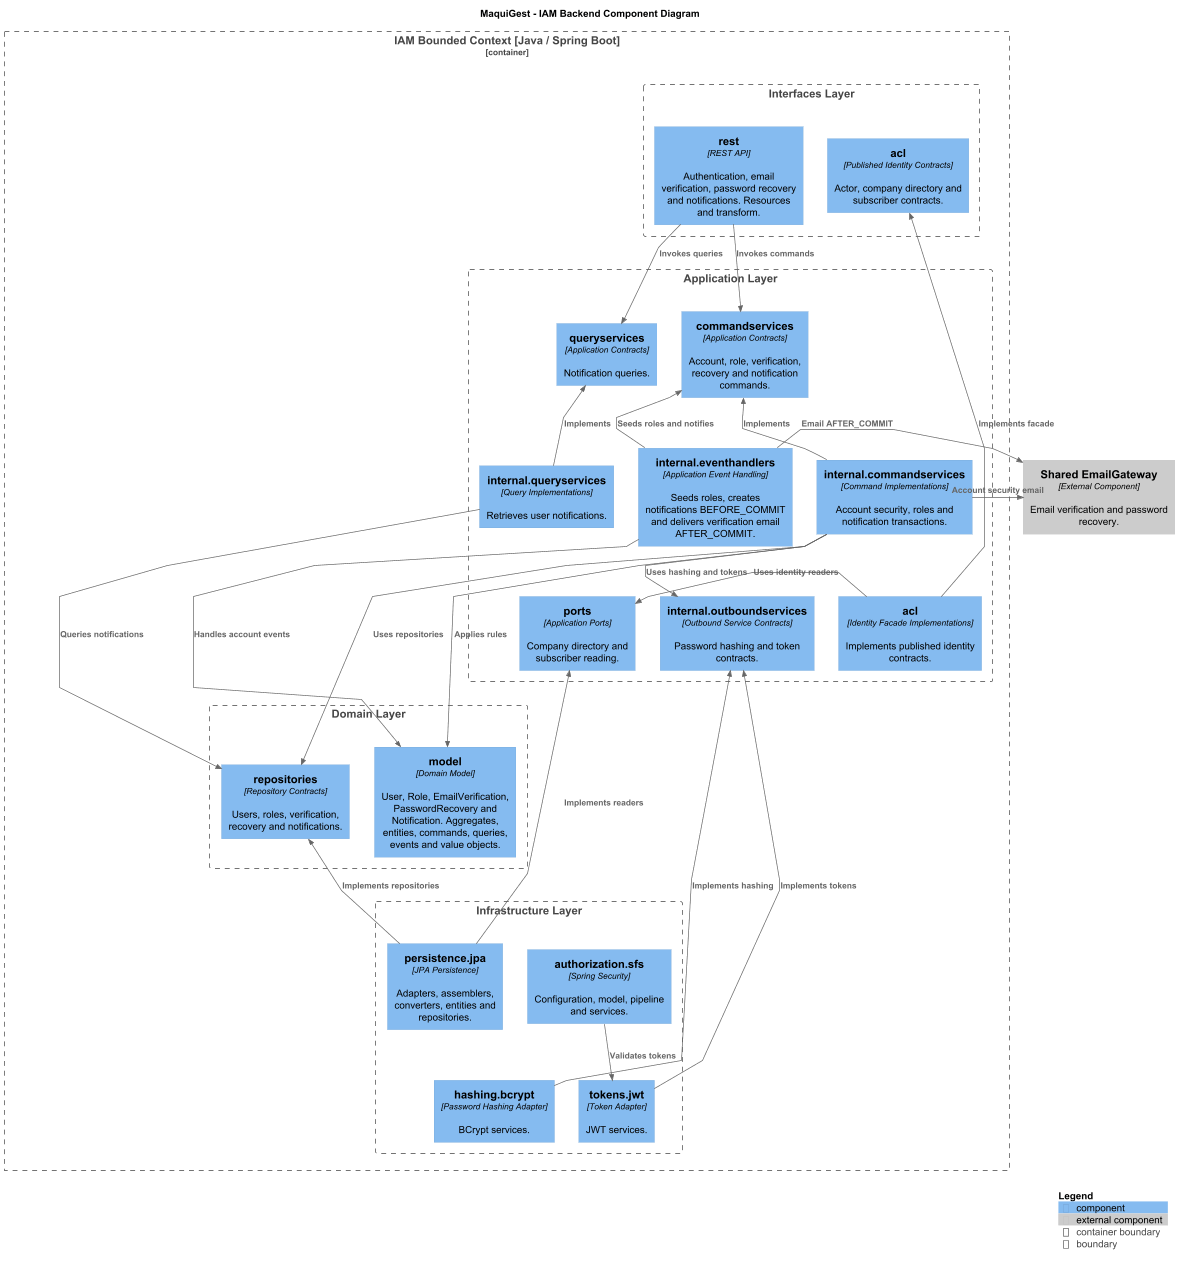 MaquiGest - IAM Backend Component Diagram
IAM Bounded Context [Java / Spring Boot]
[container]
Interfaces Layer
rest
[REST API]
Authentication, email
verification, password recovery
and notifications. Resources
and transform.
acl
[Published Identity Contracts]
Actor, company directory and
subscriber contracts.
Invokes queries
Invokes commands
Application Layer
queryservices
[Application Contracts]
Notification queries.
commandservices
[Application Contracts]
Account, role, verification,
recovery and notification
commands.
Implements
Seeds roles and notifies
Implements
Email AFTER_COMMIT
Implements facade
internal.queryservices
[Query Implementations]
Retrieves user notifications.
internal.eventhandlers
[Application Event Handling]
Seeds roles, creates
notifications BEFORE_COMMIT
and delivers verification email
AFTER_COMMIT.
internal.commandservices
[Command Implementations]
Account security, roles and
notification transactions.
Account security email
Shared EmailGateway
[External Component]
Email verification and password
recovery.
Uses hashing and tokens
Uses identity readers
ports
[Application Ports]
Company directory and
subscriber reading.
internal.outboundservices
[Outbound Service Contracts]
Password hashing and token
contracts.
acl
[Identity Facade Implementations]
Implements published identity
contracts.
Queries notifications
Handles account events
Uses repositories
Applies rules
Domain Layer
repositories
[Repository Contracts]
Users, roles, verification,
recovery and notifications.
model
[Domain Model]
User, Role, EmailVerification,
PasswordRecovery and
Notification. Aggregates,
entities, commands, queries,
events and value objects.
Implements readers
Implements repositories
Implements hashing
Implements tokens
Infrastructure Layer
persistence.jpa
[JPA Persistence]
Adapters, assemblers,
converters, entities and
repositories.
authorization.sfs
[Spring Security]
Configuration, model, pipeline
and services.
Validates tokens
hashing.bcrypt
[Password Hashing Adapter]
BCrypt services.
tokens.jwt
[Token Adapter]
JWT services.
Legend
component
external component
container boundary
boundary